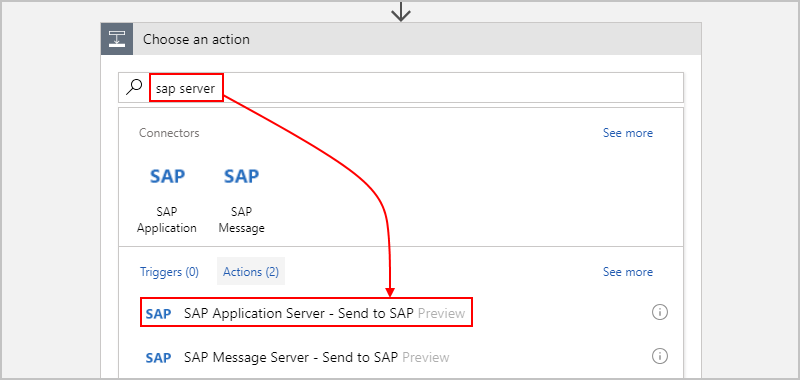 Choose an action
sap server
Connectors See more
SAP SAP
SAP SAP
Application Message
Triggers (0) Actions (2) See more
SAP SAP Application Server - Send to SAP Preview
SAP SAP Message Server - Send to SAP Preview